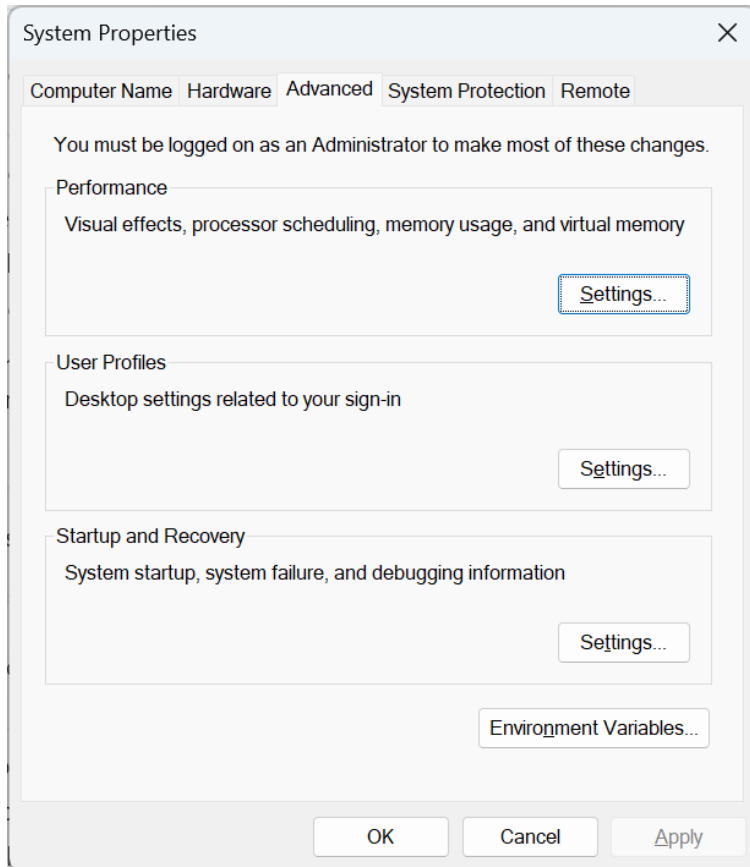 System Properties
Computer Name Hardware Advanced System Protection Remote
You must be logged on as an Administrator to make most of these changes.
Performance
Visual effects, processor scheduling, memory usage, and virtual memory
Settings...
User Profiles
Desktop settings related to your sign-in
Settings...
Startup and Recovery
System startup, system failure, and debugging information
Settings...
Environment Variables...
OK Cancel Apply